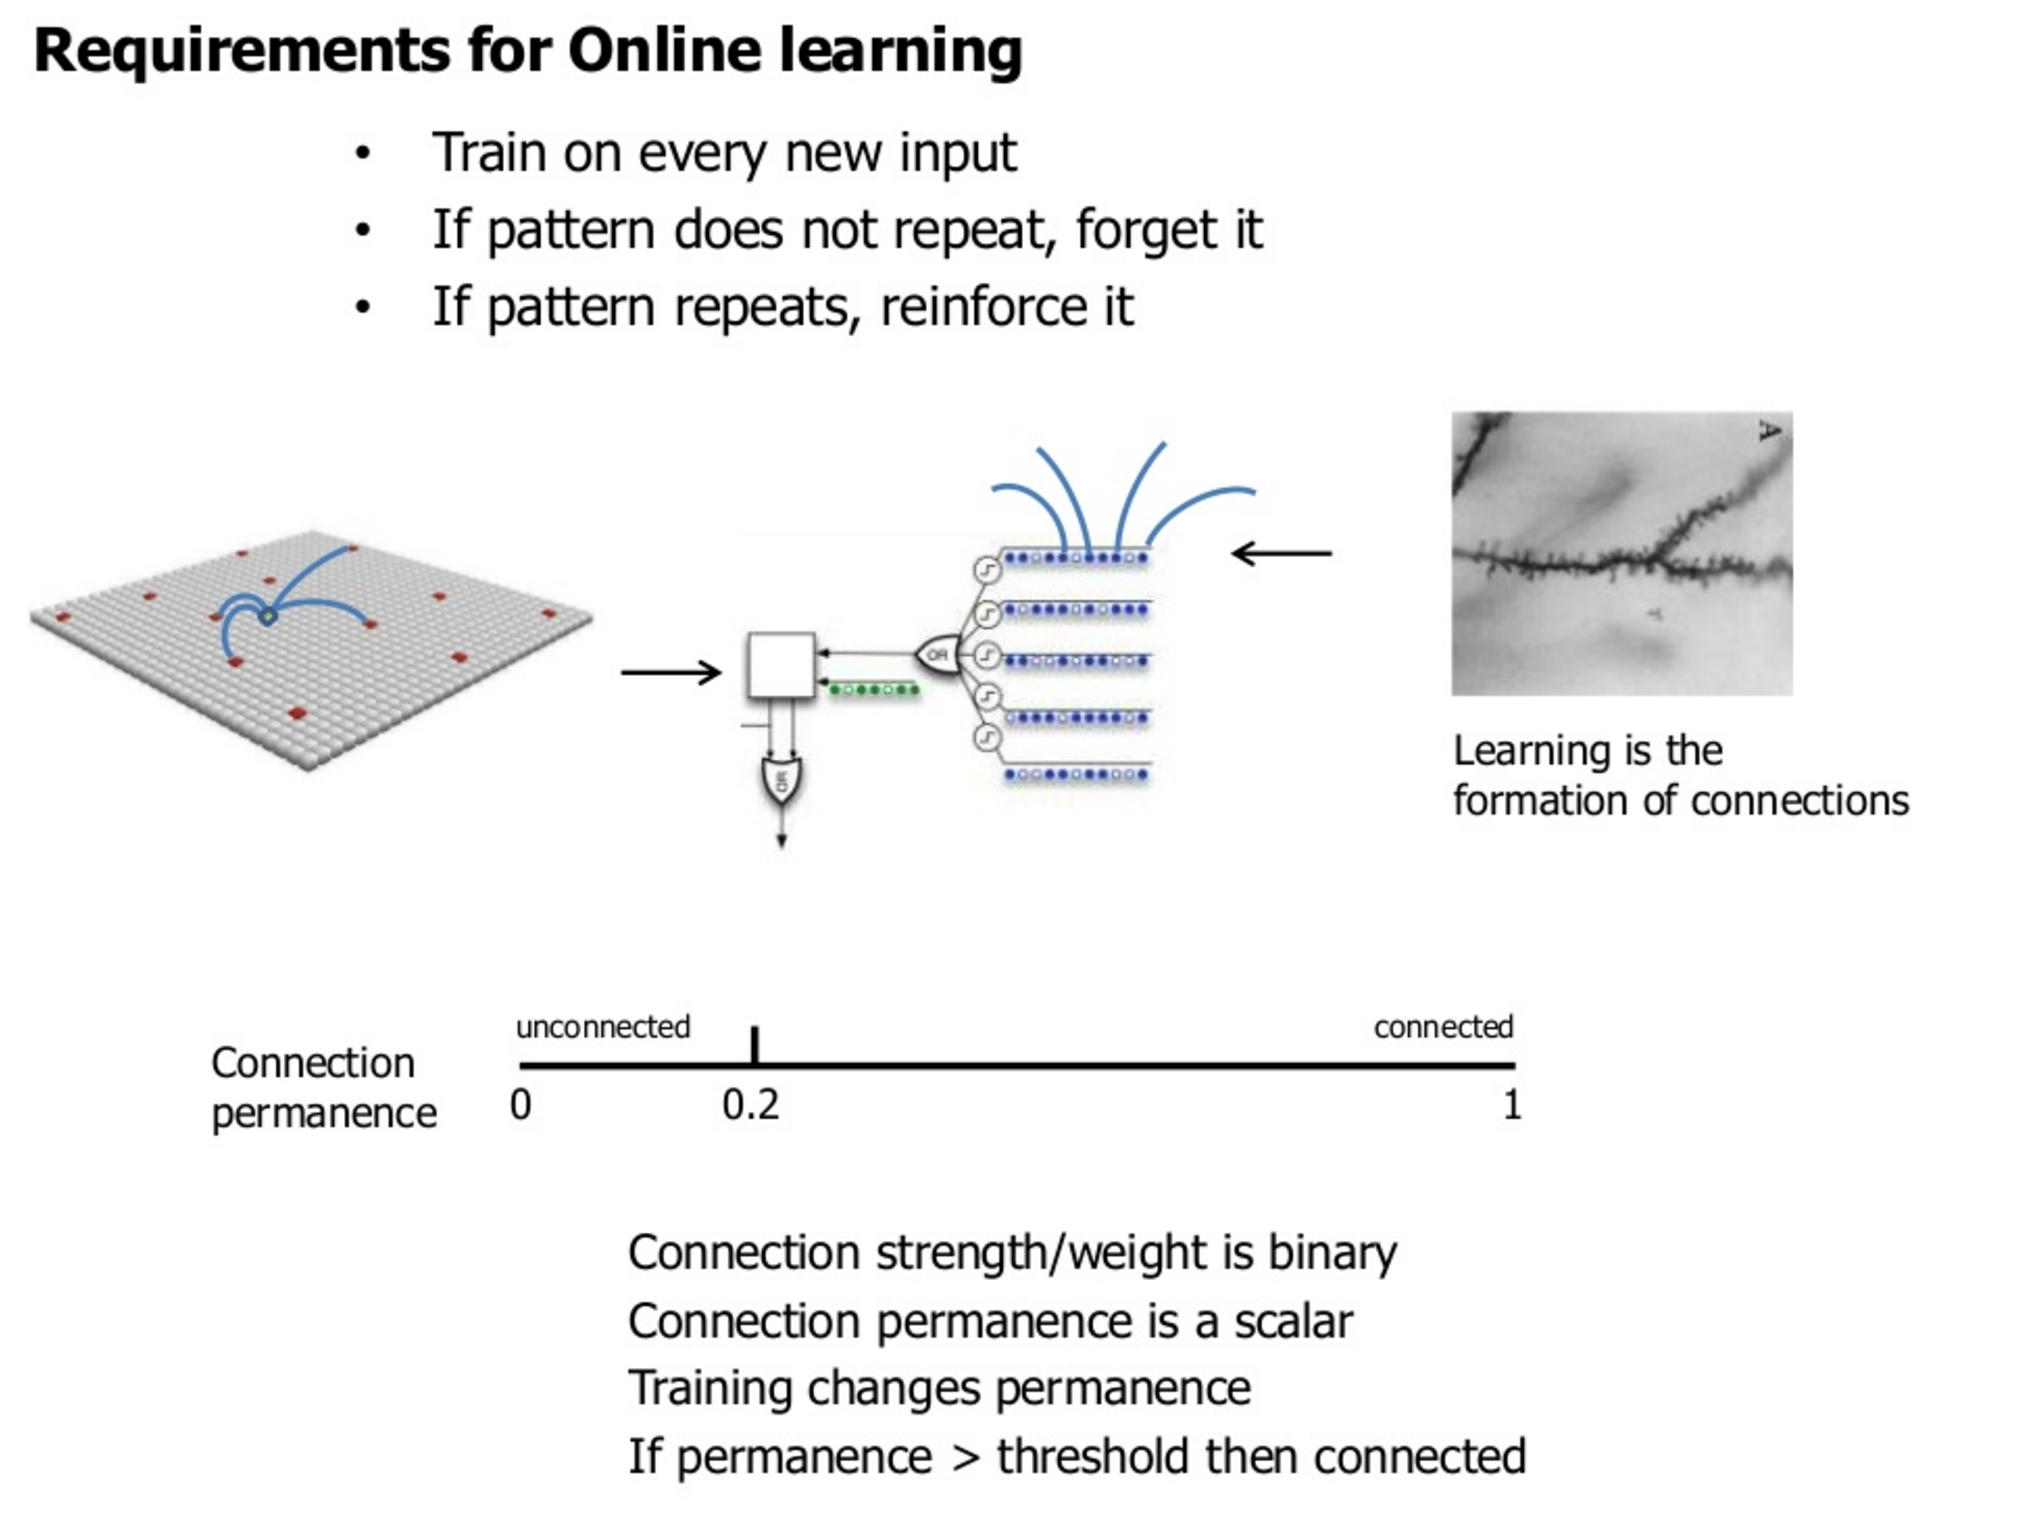 Requirements for Online learning
• Train on every new input
• If pattern does not repeat, forget it
• If pattern repeats, reinforce it
A
OR
OR
Learning is the
formation of connections
unconnected
connected
Connection
permanence
0
0.2
1
Connection strength/weight is binary
Connection permanence is a scalar
Training changes permanence
If permanence > threshold then connected